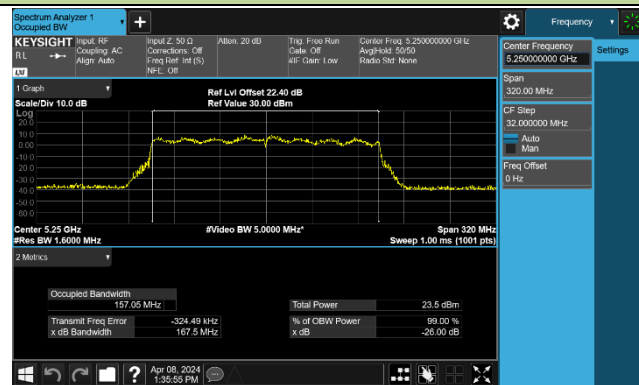 Spectrum Analyzer 1
Occupied BW
Frequency
KEYSIGHT
RL
Input: RF
Coupling: AC
Align: Auto
Input Z: 50 Ω
Corrections: Off
Freq Ref: Int (S)
NFE: Off
Atten: 20 dB
Trig: Free Run
Gate: Off
#IF Gain: Low
Center Freq: 5.250000000 GHz
Avg|Hold: 50/50
Radio Std: None
Center Frequency
5.250000000 GHz
Settings
Span
320.00 MHz
CF Step
32.000000 MHz
Auto
Man
Freq Offset
0 Hz
1 Graph
Scale/Div 10.0 dB
Ref Lvl Offset 22.40 dB
Ref Value 30.00 dBm
Log
20.0
10.0
0.00
-10.0
-20.0
-30.0
-40.0
-50.0
-60.0
Center 5.25 GHz
#Res BW 1.6000 MHz
#Video BW 5.0000 MHz*
Span 320 MHz
Sweep 1.00 ms (1001 pts)
2 Metrics
Occupied Bandwidth
157.05 MHz
Total Power
23.5 dBm
Transmit Freq Error
-324.49 kHz
% of OBW Power
99.00 %
x dB Bandwidth
167.5 MHz
x dB
-26.00 dB
Apr 08, 2024
1:35:55 PM